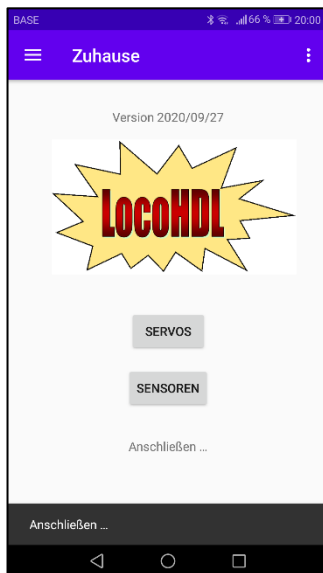 BASE 66 % 20:00
Zuhause
Version 2020/09/27
LocoHDL
SERVOS
SENSOREN
Anschließen ...
Anschließen ...